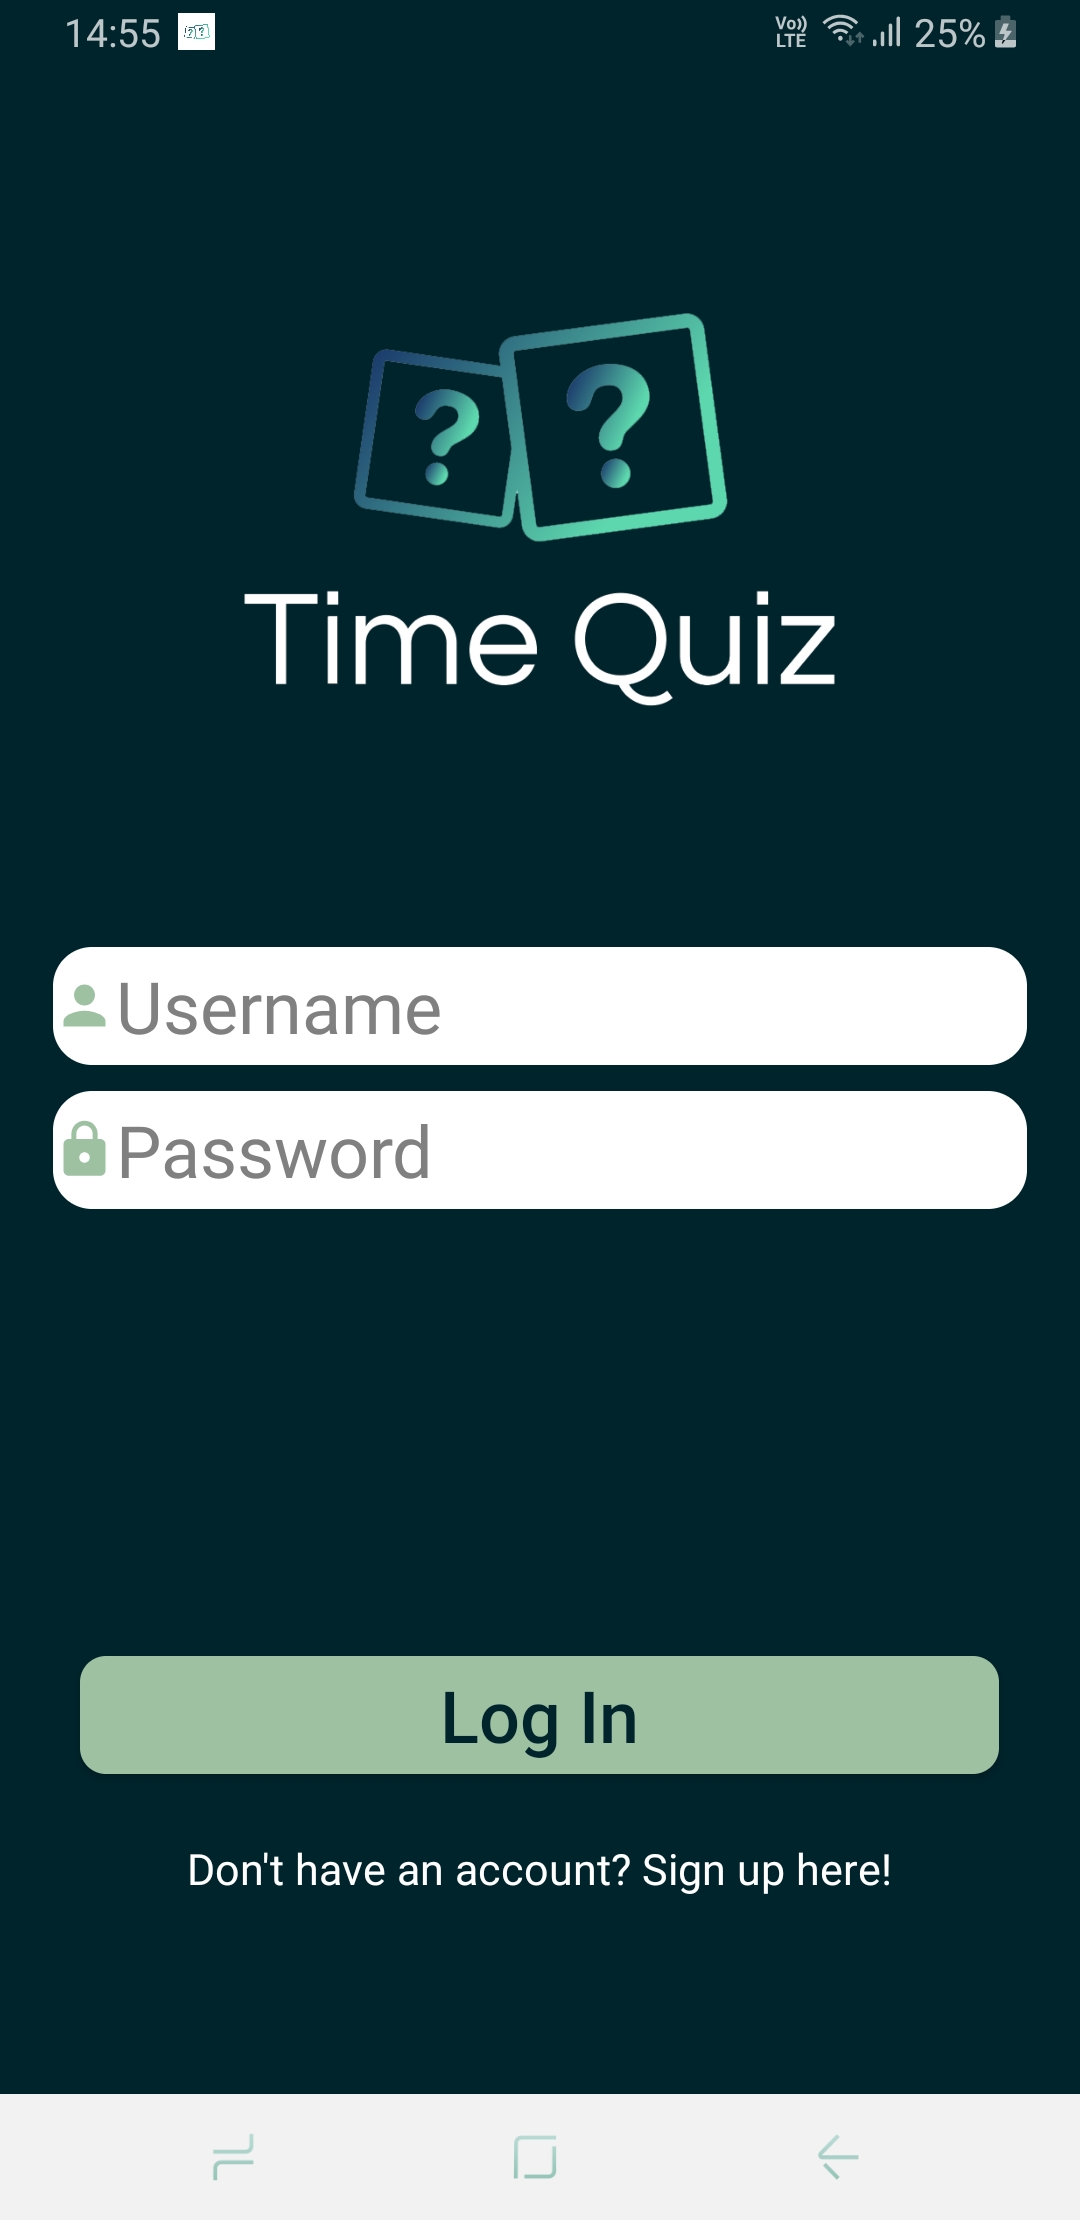 14:55 Vo)) LTE 25%
? ?
Time Quiz
Username
Password
Log In
Don't have an account? Sign up here!